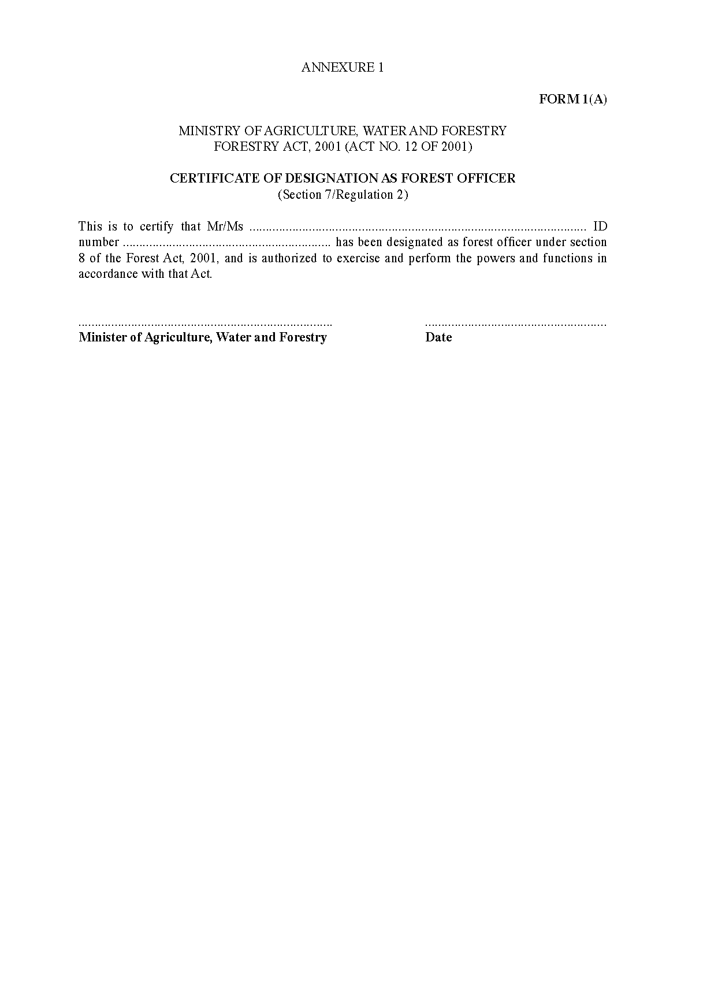 ANNEXURE 1
FORM 1(A)
MINISTRY OF AGRICULTURE, WATER AND FORESTRY
FORESTRY ACT, 2001 (ACT NO. 12 OF 2001)
CERTIFICATE OF DESIGNATION AS FOREST OFFICER
(Section 7/Regulation 2)
This is to certify that Mr/Ms ...................................................................................................... ID
number ............................................................... has been designated as forest officer under section
8 of the Forest Act, 2001, and is authorized to exercise and perform the powers and functions in
accordance with that Act.
............................................................................. .......................................................
Minister of Agriculture, Water and Forestry Date